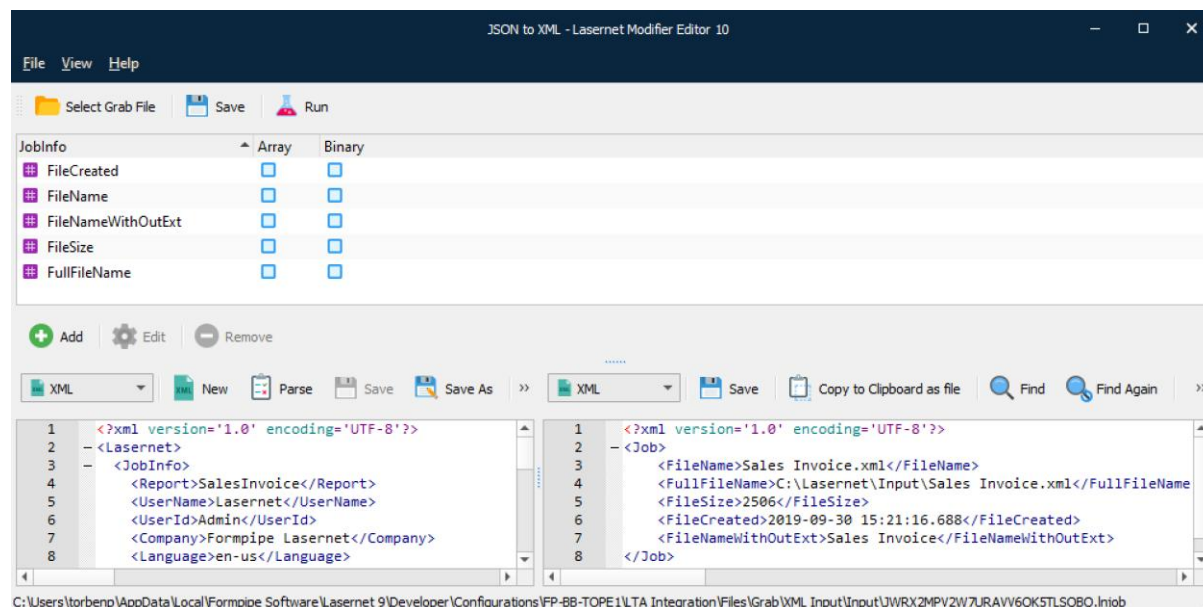 JSON to XML - Lasernet Modifier Editor 10
File View Help
Select Grab File Save Run
JobInfo Array Binary
FileCreated
FileName
FileNameWithOutExt
FileSize
FullFileName
Add Edit Remove
XML New Parse Save Save As » XML Save Copy to Clipboard as file Find Find Again »
1 <?xml version='1.0' encoding='UTF-8'?>
2 <Lasernet>
3 <JobInfo>
4 <Report>SalesInvoice</Report>
5 <UserName>Lasernet</UserName>
6 <UserId>Admin</UserId>
7 <Company>Formpipe Lasernet</Company>
8 <Language>en-us</Language>
1 <?xml version='1.0' encoding='UTF-8'?>
2 <Job>
3 <FileName>Sales Invoice.xml</FileName>
4 <FullFileName>C:\Lasernet\Input\Sales Invoice.xml</FullFileName
5 <FileSize>2506</FileSize>
6 <FileCreated>2019-09-30 15:21:16.688</FileCreated>
7 <FileNameWithOutExt>Sales Invoice</FileNameWithOutExt>
8 </Job>
C:\Users\torbenp\AppData\Local\Formpipe Software\Lasernet 9\Developer\Configurations\FP-BB-TOPE1\LTA Integration\Files\Grab\XML Input\Input\JWRX2MPV2W7URAVV6OK5TLSOBO.lnjob